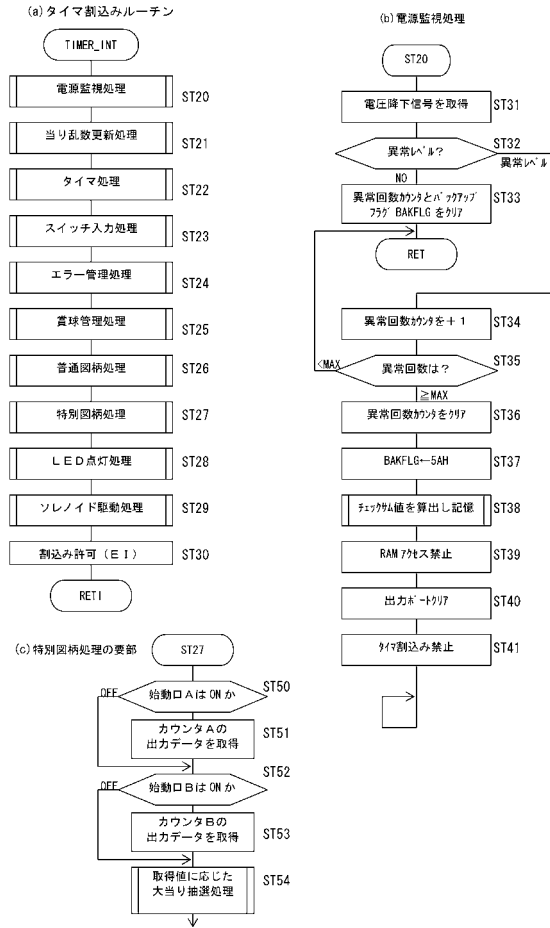 (a) タイマ割込みルーチン
TIMER_INT
電源監視処理
ST20
当り乱数更新処理
ST21
タイマ処理
ST22
スイッチ入力処理
ST23
エラー管理処理
ST24
賞球管理処理
ST25
普通図柄処理
ST26
特別図柄処理
ST27
LED点灯処理
ST28
ソレノイド駆動処理
ST29
割込み許可(EI)
ST30
RETI
(b) 電源監視処理
ST20
電圧降下信号を取得
ST31
異常レベル?
ST32
異常レベル
NO
異常回数カウンタとバックアップ
フラグ BAKFLG をクリア
ST33
RET
異常回数カウンタを+1
ST34
異常回数は?
ST35
<MAX
≧MAX
異常回数カウンタをクリア
ST36
BAKFLG←5AH
ST37
チェックサム値を算出し記憶
ST38
RAMアクセス禁止
ST39
出力ポートクリア
ST40
タイマ割込み禁止
ST41
(c) 特別図柄処理の要部
ST27
始動口AはONか
ST50
OFF
カウンタAの
出力データを取得
ST51
始動口BはONか
ST52
OFF
カウンタBの
出力データを取得
ST53
取得値に応じた
大当り抽選処理
ST54